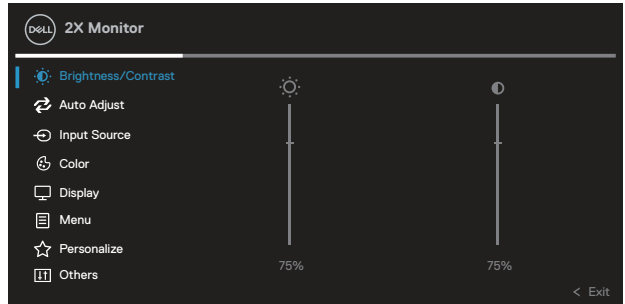 DELL 2X Monitor
Brightness/Contrast
Auto Adjust
Input Source
Color
Display
Menu
Personalize
Others
75% 75%
< Exit